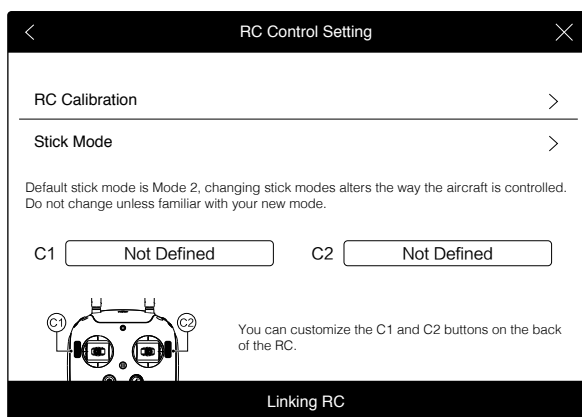 RC Control Setting
RC Calibration
Stick Mode
Default stick mode is Mode 2, changing stick modes alters the way the aircraft is controlled.
Do not change unless familiar with your new mode.
C1 Not Defined C2 Not Defined
C1 C2
You can customize the C1 and C2 buttons on the back
of the RC.
Linking RC